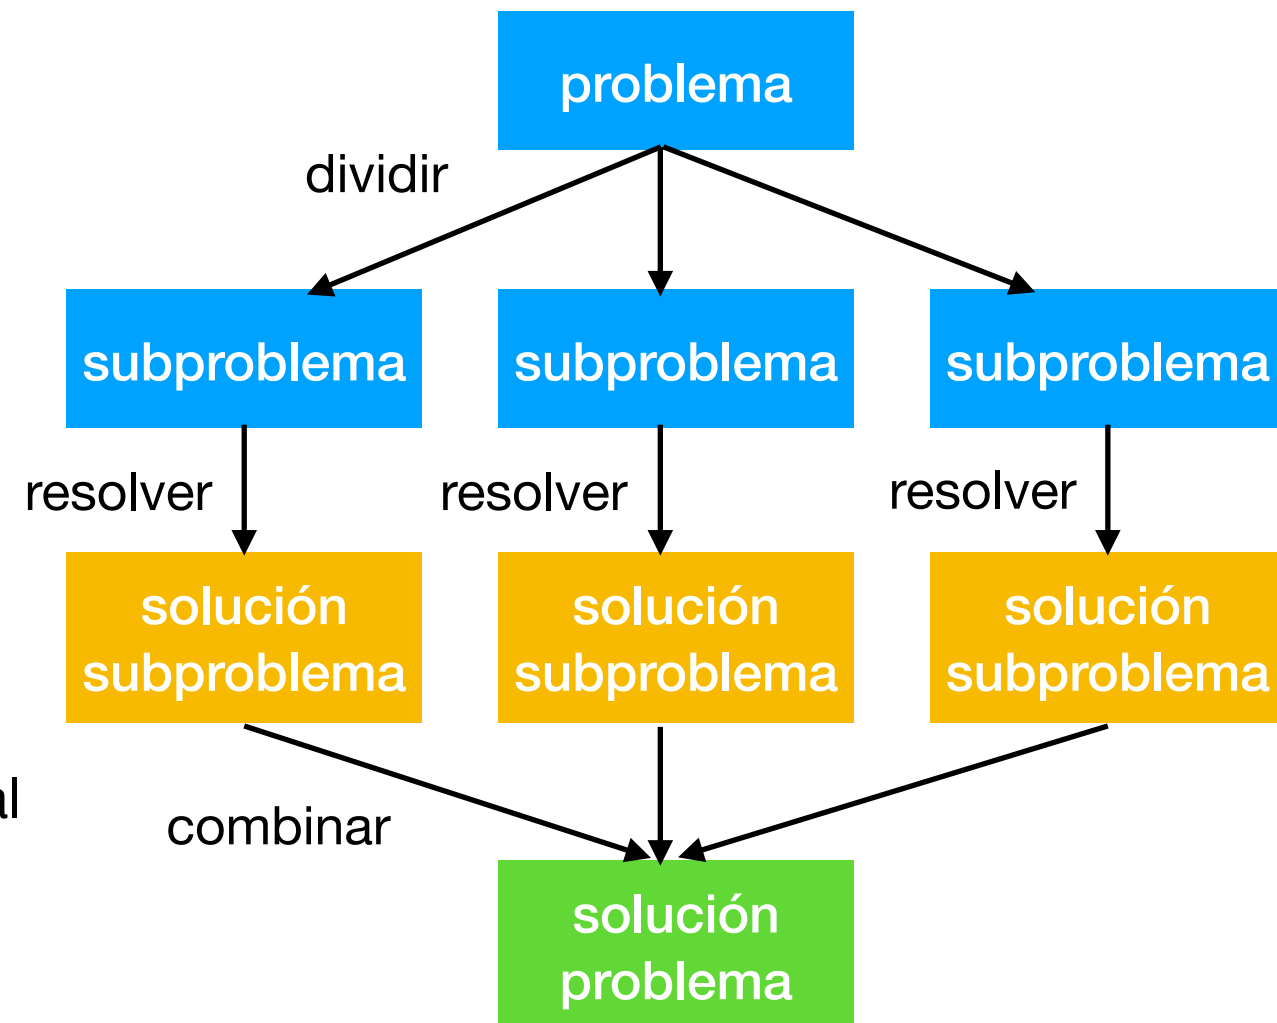 problema
dividir
subproblema
subproblema
subproblema
resolver
resolver
resolver
solución
subproblema
solución
subproblema
solución
subproblema
combinar
solución
problema